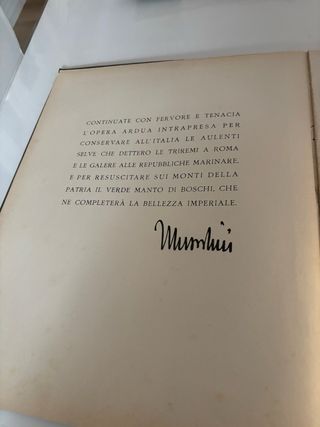 CONTINUATE CON FERVORE E TENACIA
L'OPERA ARDUA INTRAPRESA PER
CONSERVARE ALL'ITALIA LE AULENTI
SELVE CHE DETTERO LE TRIREMI A ROMA
E LE GALERE ALLE REPUBBLICHE MARINARE,
E PER RESUSCITARE SUI MONTI DELLA
PATRIA IL VERDE MANTO DI BOSCHI, CHE
NE COMPLETERÀ LA BELLEZZA IMPERIALE.
Mussolini